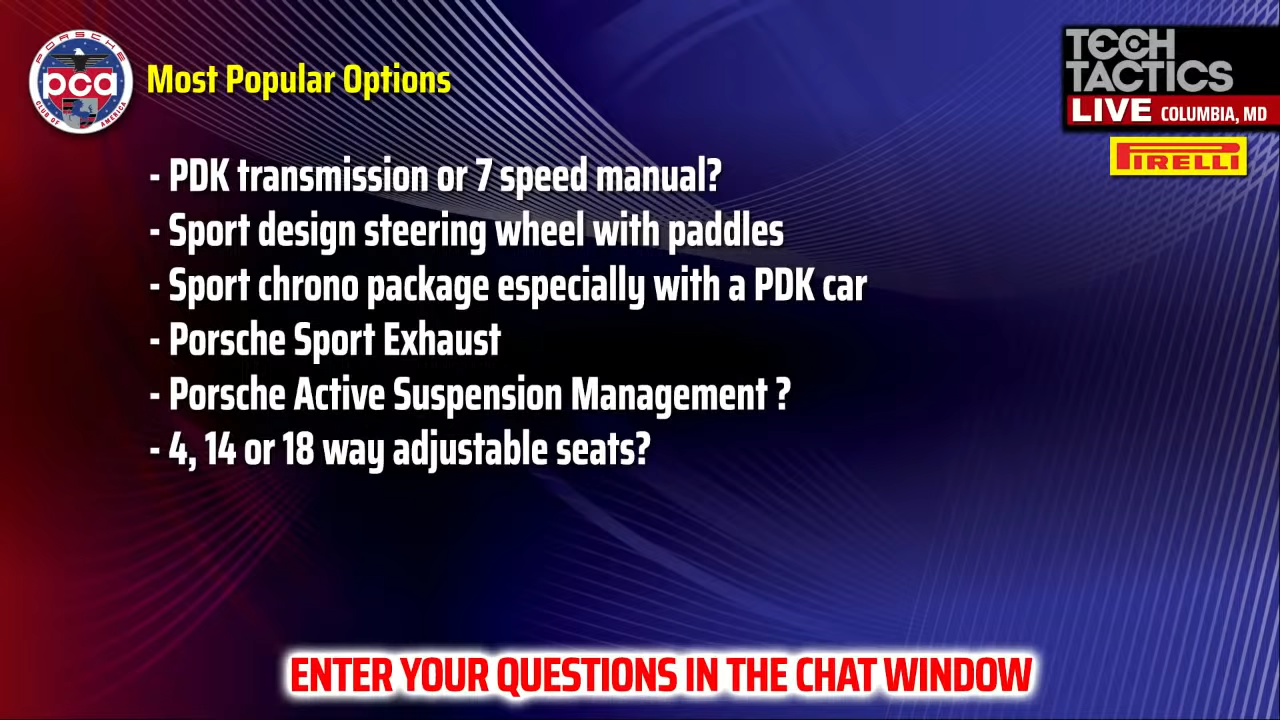 PORSCHE
pca
CLUB OF AMERICA
Most Popular Options
TECH
TACTICS
LIVE COLUMBIA, MD
PIRELLI
- PDK transmission or 7 speed manual?
- Sport design steering wheel with paddles
- Sport chrono package especially with a PDK car
- Porsche Sport Exhaust
- Porsche Active Suspension Management ?
- 4, 14 or 18 way adjustable seats?
ENTER YOUR QUESTIONS IN THE CHAT WINDOW